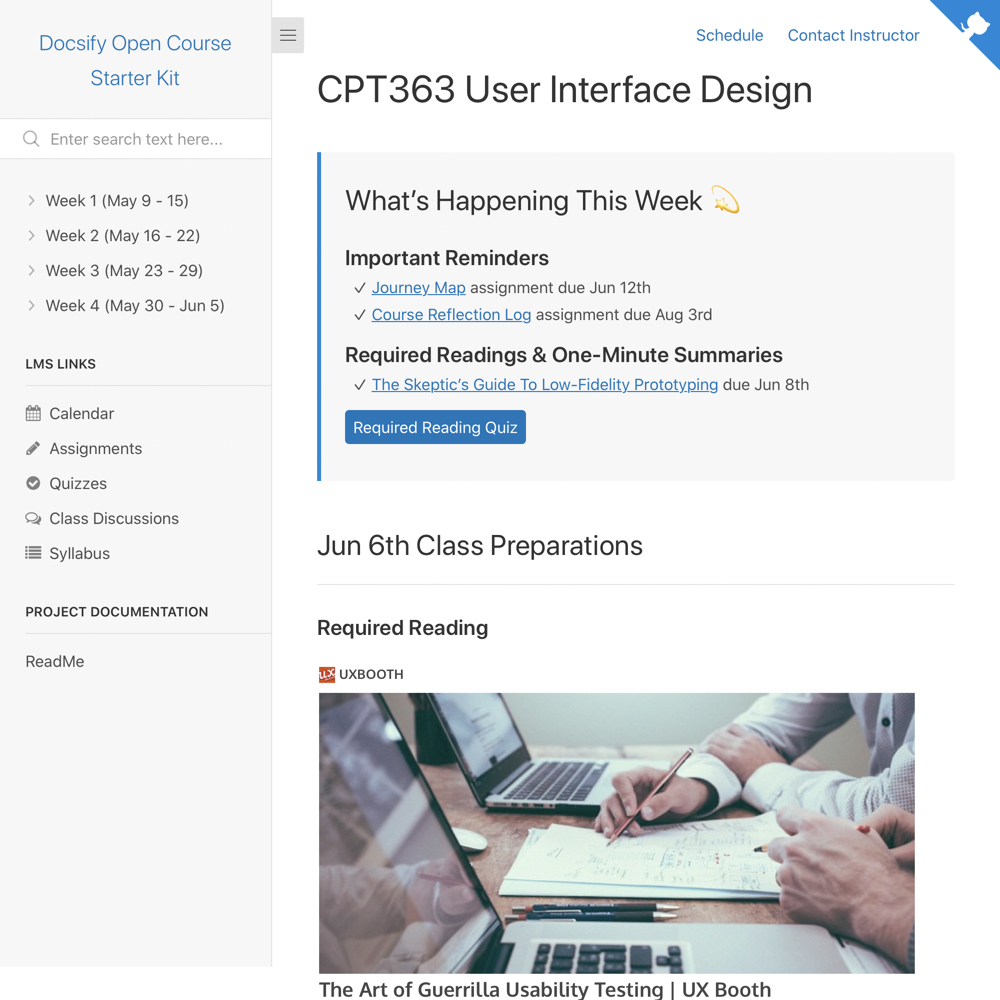 Docsify Open Course
Starter Kit
Enter search text here...
Week 1 (May 9 - 15)
Week 2 (May 16 - 22)
Week 3 (May 23 - 29)
Week 4 (May 30 - Jun 5)
LMS LINKS
Calendar
Assignments
Quizzes
Class Discussions
Syllabus
PROJECT DOCUMENTATION
ReadMe
Schedule Contact Instructor
CPT363 User Interface Design
What’s Happening This Week 💫
Important Reminders
✓ Journey Map assignment due Jun 12th
✓ Course Reflection Log assignment due Aug 3rd
Required Readings & One-Minute Summaries
✓ The Skeptic’s Guide To Low-Fidelity Prototyping due Jun 8th
Required Reading Quiz
Jun 6th Class Preparations
Required Reading
UX UXBOOTH
The Art of Guerrilla Usability Testing | UX Booth